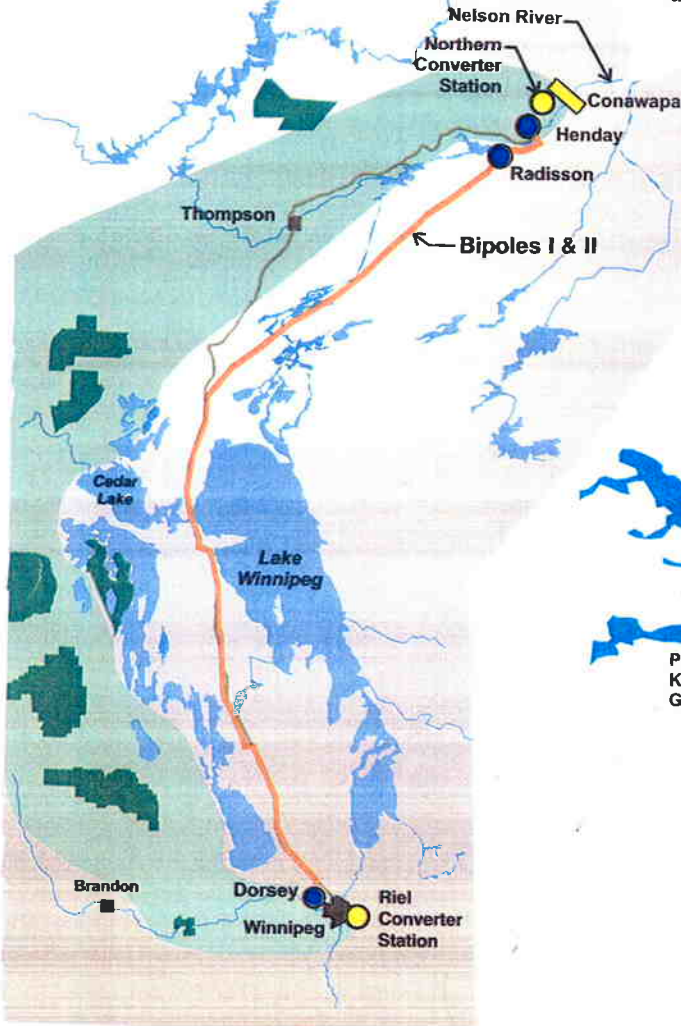 Nelson River
Northern
Converter
Station
Conawapa
Henday
Radisson
Thompson
Bipoles I & II
Cedar
Lake
Lake
Winnipeg
P
K
G
Brandon
Dorsey
Winnipeg
Riel
Converter
Station